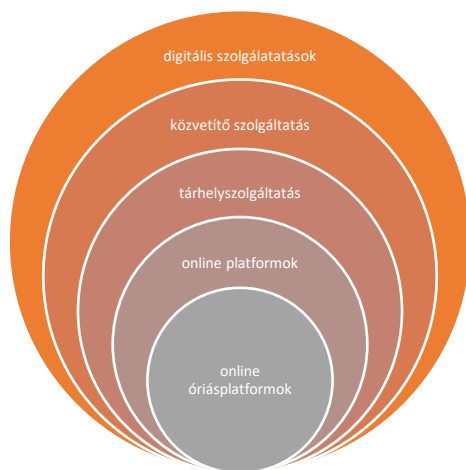 digitális szolgálatatások
közvetítő szolgáltatás
tárhelyszolgáltatás
online platformok
online
óriásplatformok